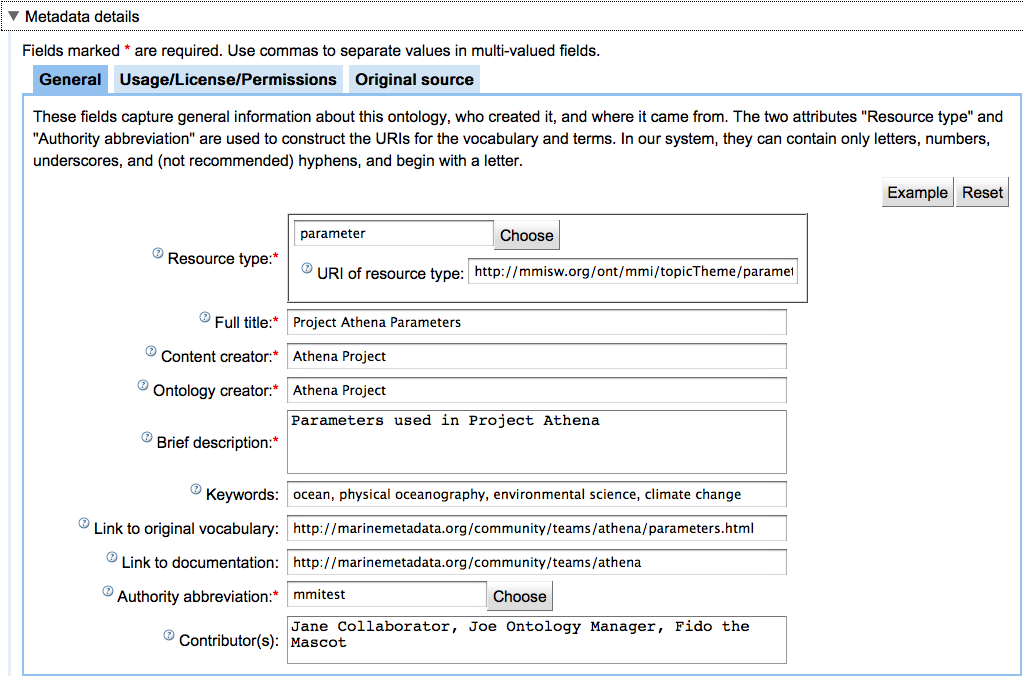 Metadata details
Fields marked * are required. Use commas to separate values in multi-valued fields.
General Usage/License/Permissions Original source
These fields capture general information about this ontology, who created it, and where it came from. The two attributes "Resource type" and
"Authority abbreviation" are used to construct the URIs for the vocabulary and terms. In our system, they can contain only letters, numbers,
underscores, and (not recommended) hyphens, and begin with a letter.
Example Reset
Resource type:* parameter Choose
URI of resource type: http://mmisw.org/ont/mmi/topicTheme/paramet
Full title:* Project Athena Parameters
Content creator:* Athena Project
Ontology creator:* Athena Project
Brief description:* Parameters used in Project Athena
Keywords: ocean, physical oceanography, environmental science, climate change
Link to original vocabulary: http://marinemetadata.org/community/teams/athena/parameters.html
Link to documentation: http://marinemetadata.org/community/teams/athena
Authority abbreviation:* mmitest Choose
Contributor(s): Jane Collaborator, Joe Ontology Manager, Fido the
Mascot